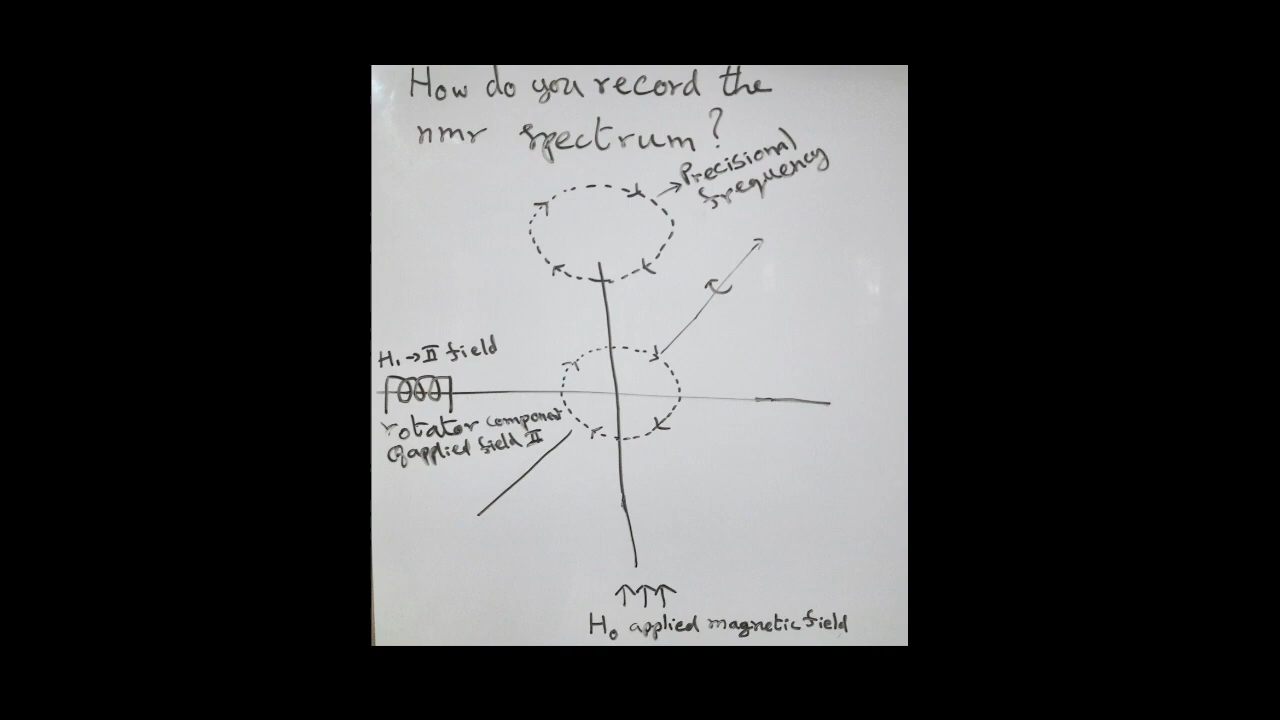 How do you record the
nmr spectrum?
Precisional
frequency
H₁→II field
rotator component
of applied field II
H₀ applied magnetic field